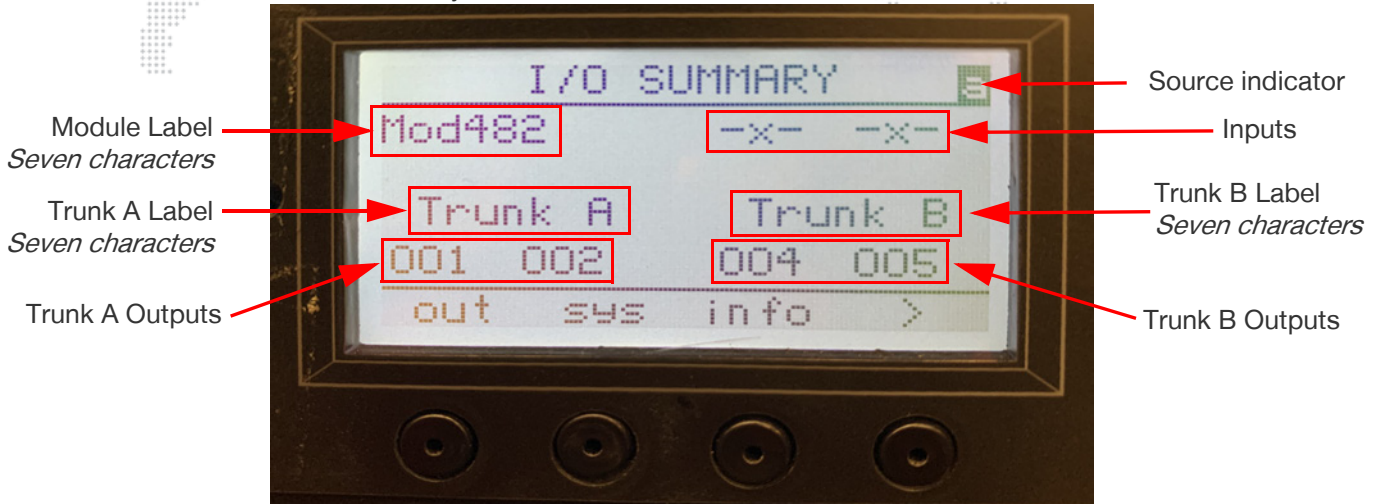 I/O SUMMARY E
Source indicator
Module Label
Seven characters
Mod482
-x- -x-
Inputs
Trunk A Label
Seven characters
Trunk A
Trunk B
Trunk B Label
Seven characters
001 002
004 005
Trunk A Outputs
out sys info >
Trunk B Outputs